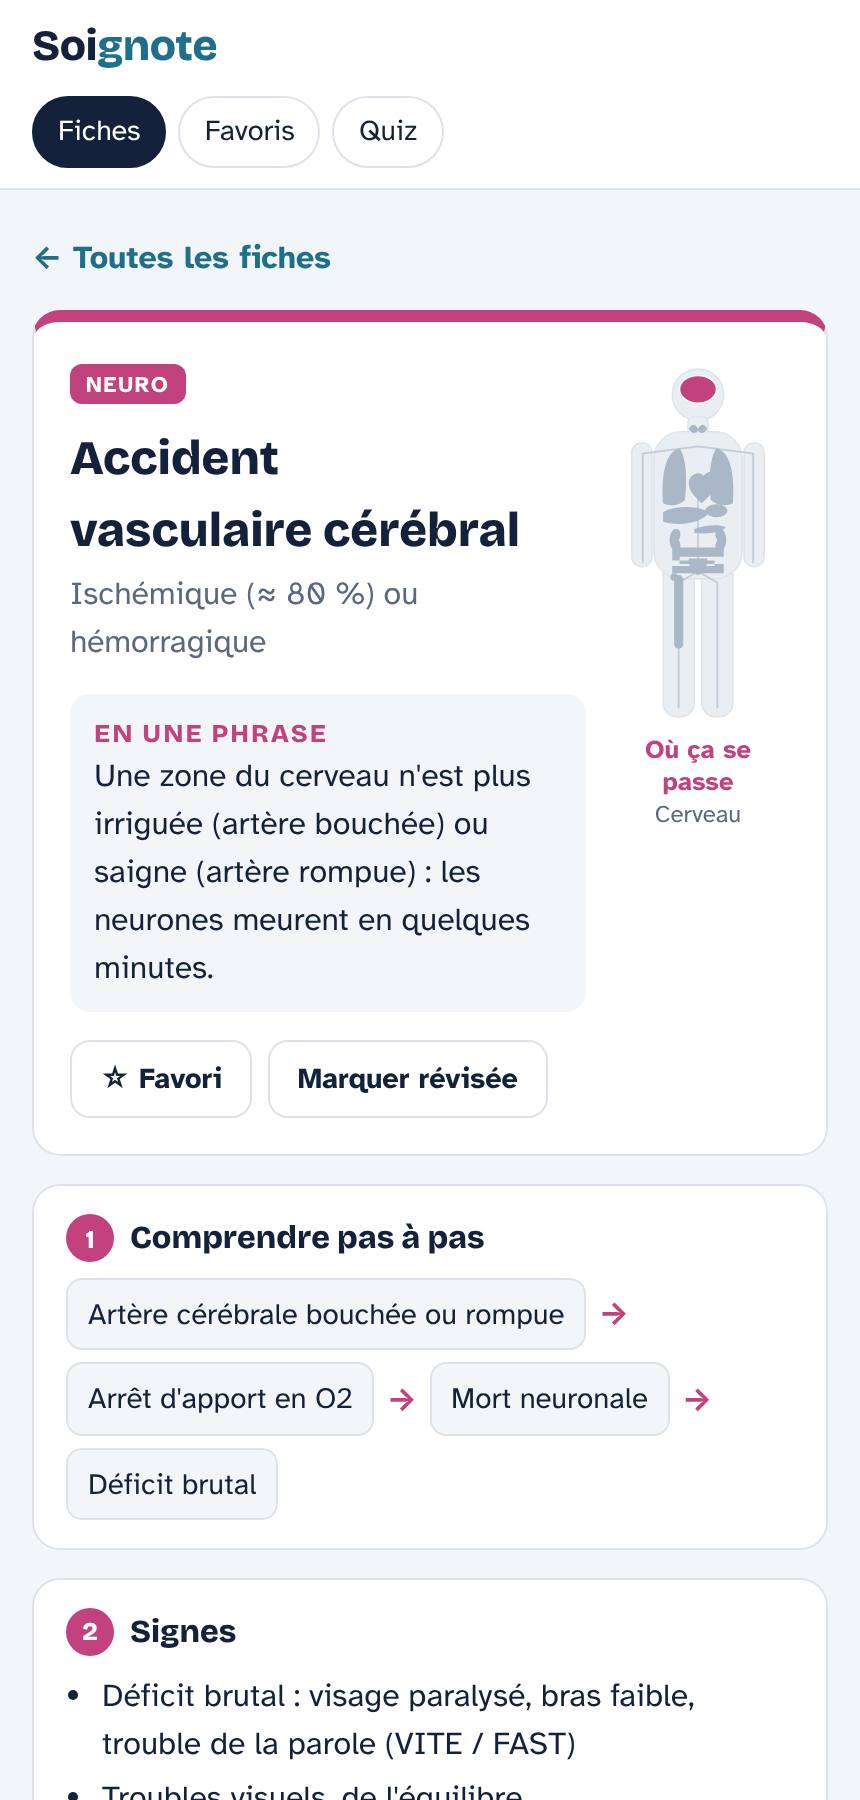 Soignote
Fiches
Favoris
Quiz
← Toutes les fiches
NEURO
Accident
vasculaire cérébral
Ischémique (≈ 80 %) ou
hémorragique
EN UNE PHRASE
Une zone du cerveau n'est plus
irriguée (artère bouchée) ou
saigne (artère rompue) : les
neurones meurent en quelques
minutes.
Où ça se
passe
Cerveau
☆ Favori
Marquer révisée
1 Comprendre pas à pas
Artère cérébrale bouchée ou rompue →
Arrêt d'apport en O2 → Mort neuronale →
Déficit brutal
2 Signes
• Déficit brutal : visage paralysé, bras faible,
trouble de la parole (VITE / FAST)
• Troubles visuels, de l'équilibre